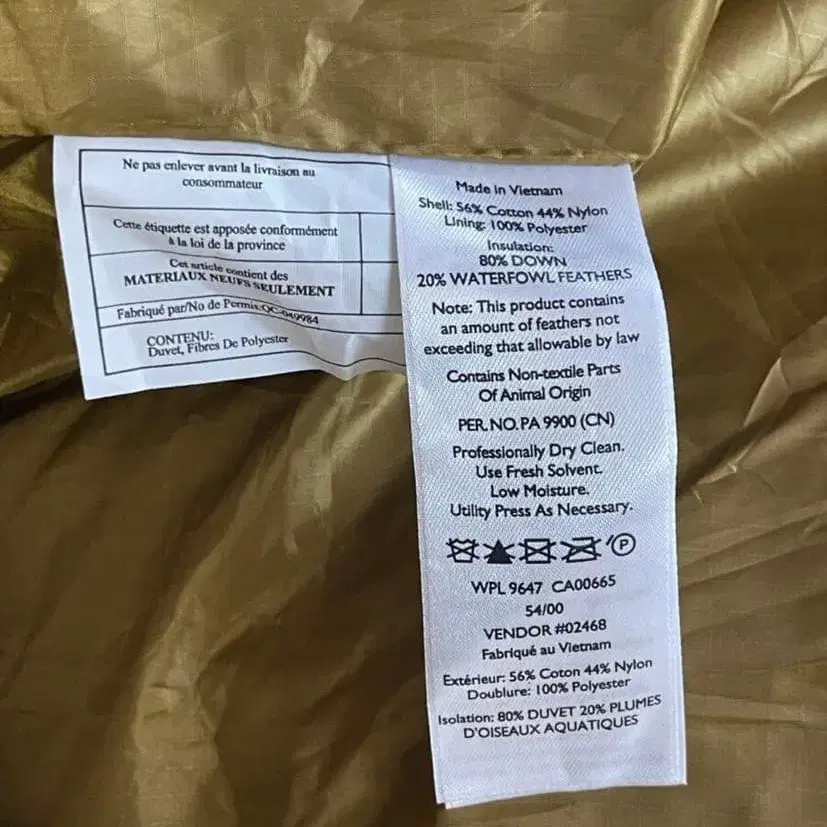 Ne pas enlever avant la livraison au
consommateur
Cette étiquette est apposée conformément
à la loi de la province
Cet article contient des
MATERIAUX NEUFS SEULEMENT
Fabriqué par/No de Permis:QC-049984
CONTENU:
Duvet, Fibres De Polyester
Made in Vietnam
Shell: 56% Cotton 44% Nylon
Lining: 100% Polyester
Insulation:
80% DOWN
20% WATERFOWL FEATHERS
Note: This product contains
an amount of feathers not
exceeding that allowable by law
Contains Non-textile Parts
Of Animal Origin
PER. NO. PA 9900 (CN)
Professionally Dry Clean.
Use Fresh Solvent.
Low Moisture.
Utility Press As Necessary.
P
WPL 9647 CA00665
54/00
VENDOR #02468
Fabriqué au Vietnam
Extérieur: 56% Coton 44% Nylon
Doublure: 100% Polyester
Isolation: 80% DUVET 20% PLUMES
D'OISEAUX AQUATIQUES